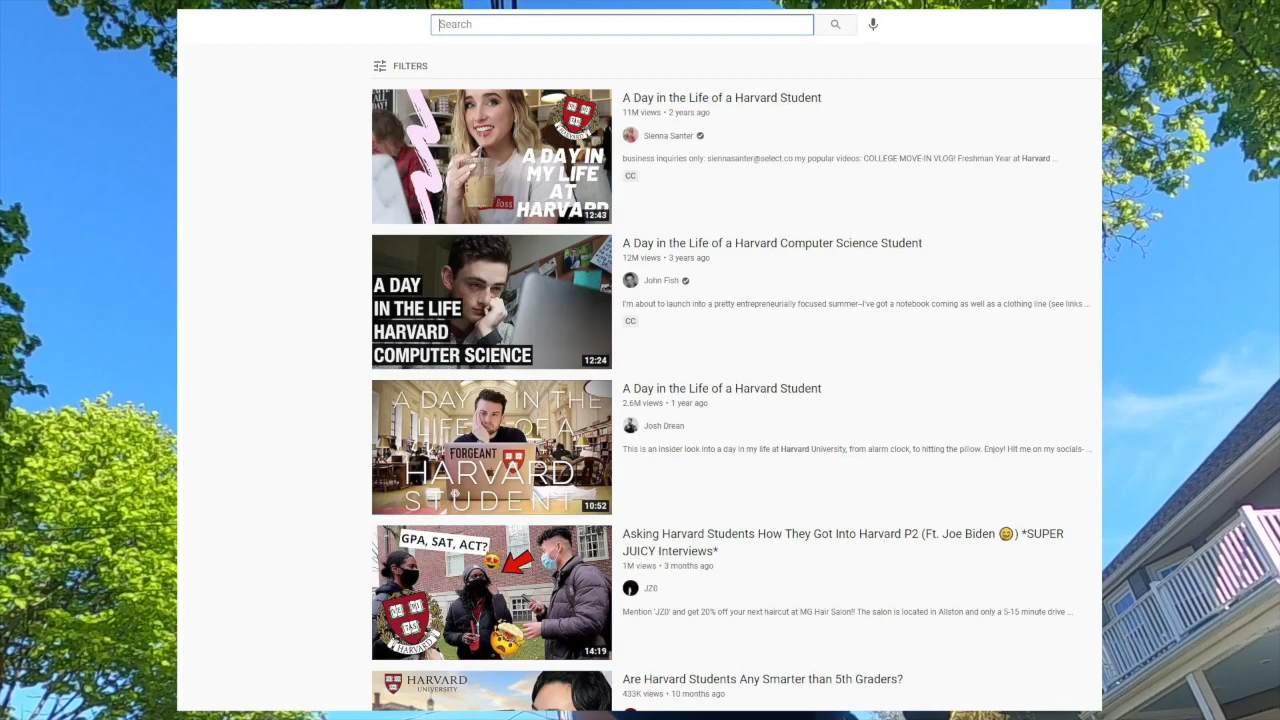 Search
FILTERS
A DAY IN
MY LIFE
AT
HARVARD
12:43
A Day in the Life of a Harvard Student
11M views • 2 years ago
Sienna Santer
business inquiries only: siennasanter@select.co my popular videos: COLLEGE MOVE-IN VLOG! Freshman Year at Harvard ...
CC
A DAY
IN THE LIFE
HARVARD
COMPUTER SCIENCE
12:24
A Day in the Life of a Harvard Computer Science Student
12M views • 3 years ago
John Fish
I'm about to launch into a pretty entrepreneurially focused summer--I've got a notebook coming as well as a clothing line (see links ...
CC
A DAY IN THE
LIFE OF A
FORGEANT
HARVARD
STUDENT
10:52
A Day in the Life of a Harvard Student
2.6M views • 1 year ago
Josh Drean
This is an insider look into a day in my life at Harvard University, from alarm clock, to hitting the pillow. Enjoy! Hit me on my socials- ...
GPA, SAT, ACT?
HARVARD
14:19
Asking Harvard Students How They Got Into Harvard P2 (Ft. Joe Biden 😄) *SUPER
JUICY Interviews*
1M views • 3 months ago
JZ0
Mention 'JZ0' and get 20% off your next haircut at MG Hair Salon!! The salon is located in Allston and only a 5-15 minute drive ...
HARVARD
UNIVERSITY
Are Harvard Students Any Smarter than 5th Graders?
433K views • 10 months ago